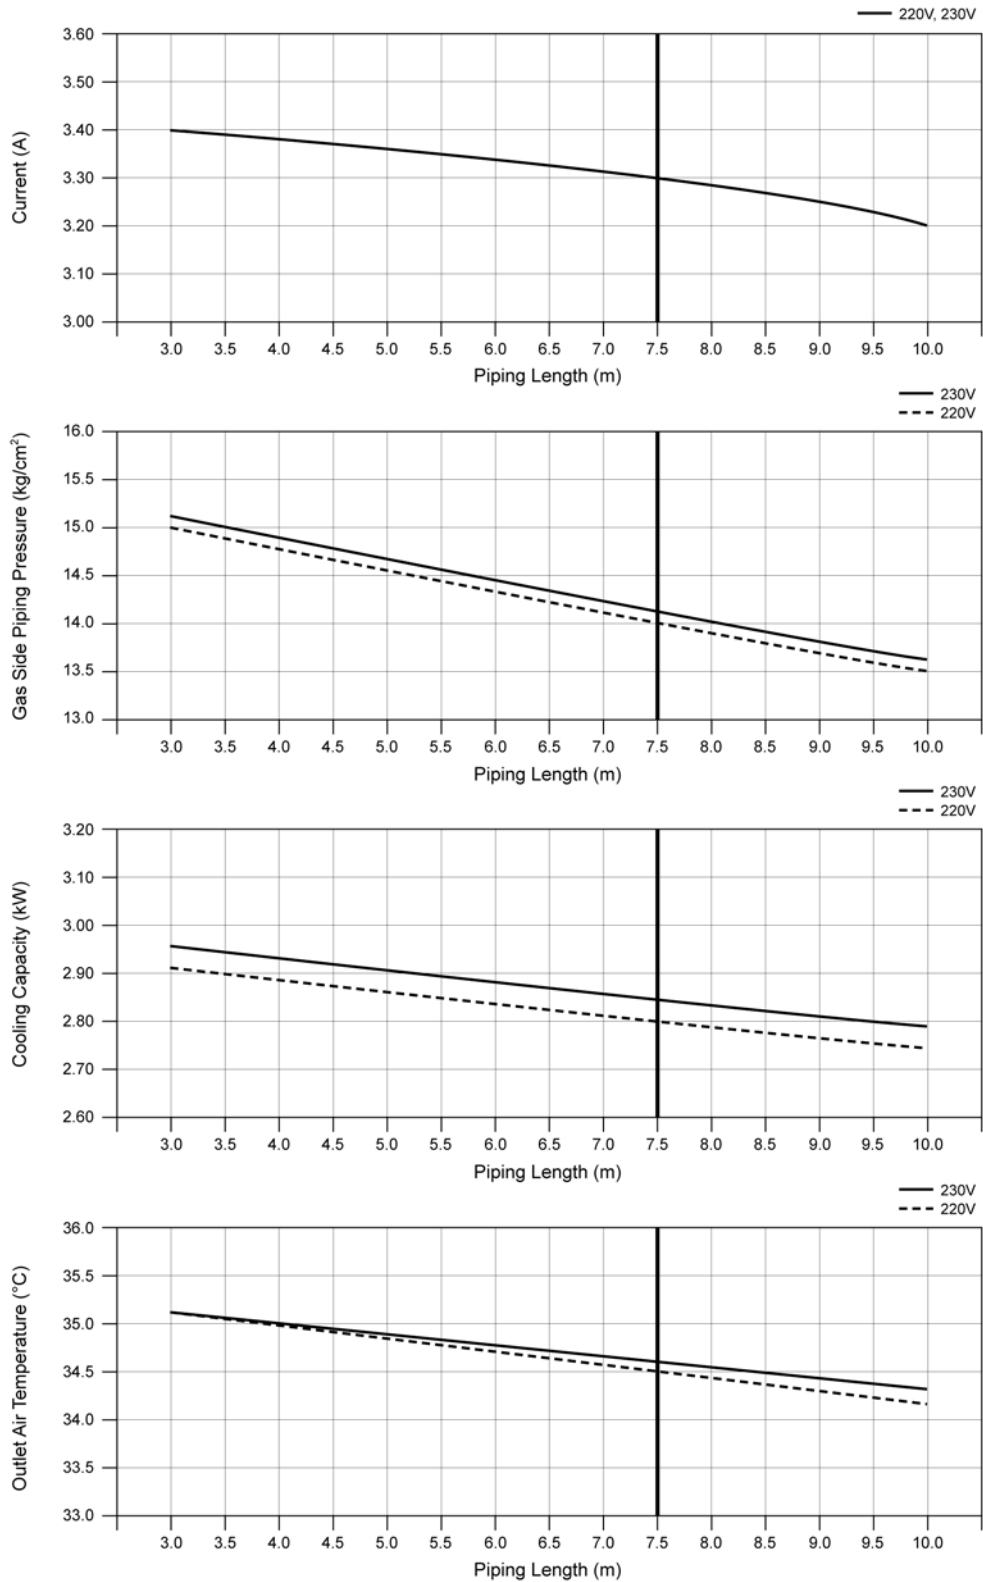 220V, 230V
3.60
3.50
3.40
3.30
3.20
3.10
3.00
Current (A)
3.0 3.5 4.0 4.5 5.0 5.5 6.0 6.5 7.0 7.5 8.0 8.5 9.0 9.5 10.0
Piping Length (m)
230V
220V
16.0
15.5
15.0
14.5
14.0
13.5
13.0
Gas Side Piping Pressure (kg/cm²)
3.0 3.5 4.0 4.5 5.0 5.5 6.0 6.5 7.0 7.5 8.0 8.5 9.0 9.5 10.0
Piping Length (m)
230V
220V
3.20
3.10
3.00
2.90
2.80
2.70
2.60
Cooling Capacity (kW)
3.0 3.5 4.0 4.5 5.0 5.5 6.0 6.5 7.0 7.5 8.0 8.5 9.0 9.5 10.0
Piping Length (m)
230V
220V
36.0
35.5
35.0
34.5
34.0
33.5
33.0
Outlet Air Temperature (°C)
3.0 3.5 4.0 4.5 5.0 5.5 6.0 6.5 7.0 7.5 8.0 8.5 9.0 9.5 10.0
Piping Length (m)